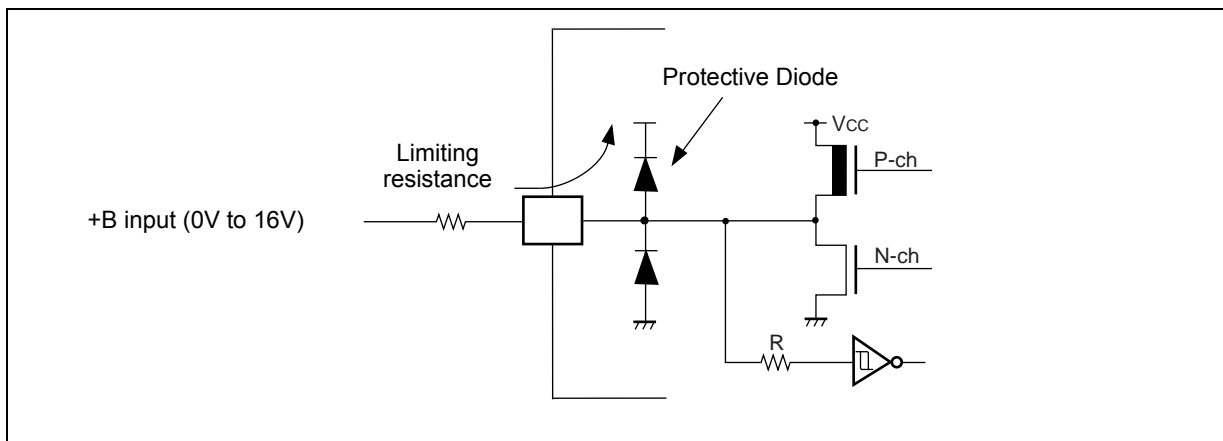 Protective Diode
VCC
Limiting
resistance
P-ch
+B input (0V to 16V)
N-ch
R